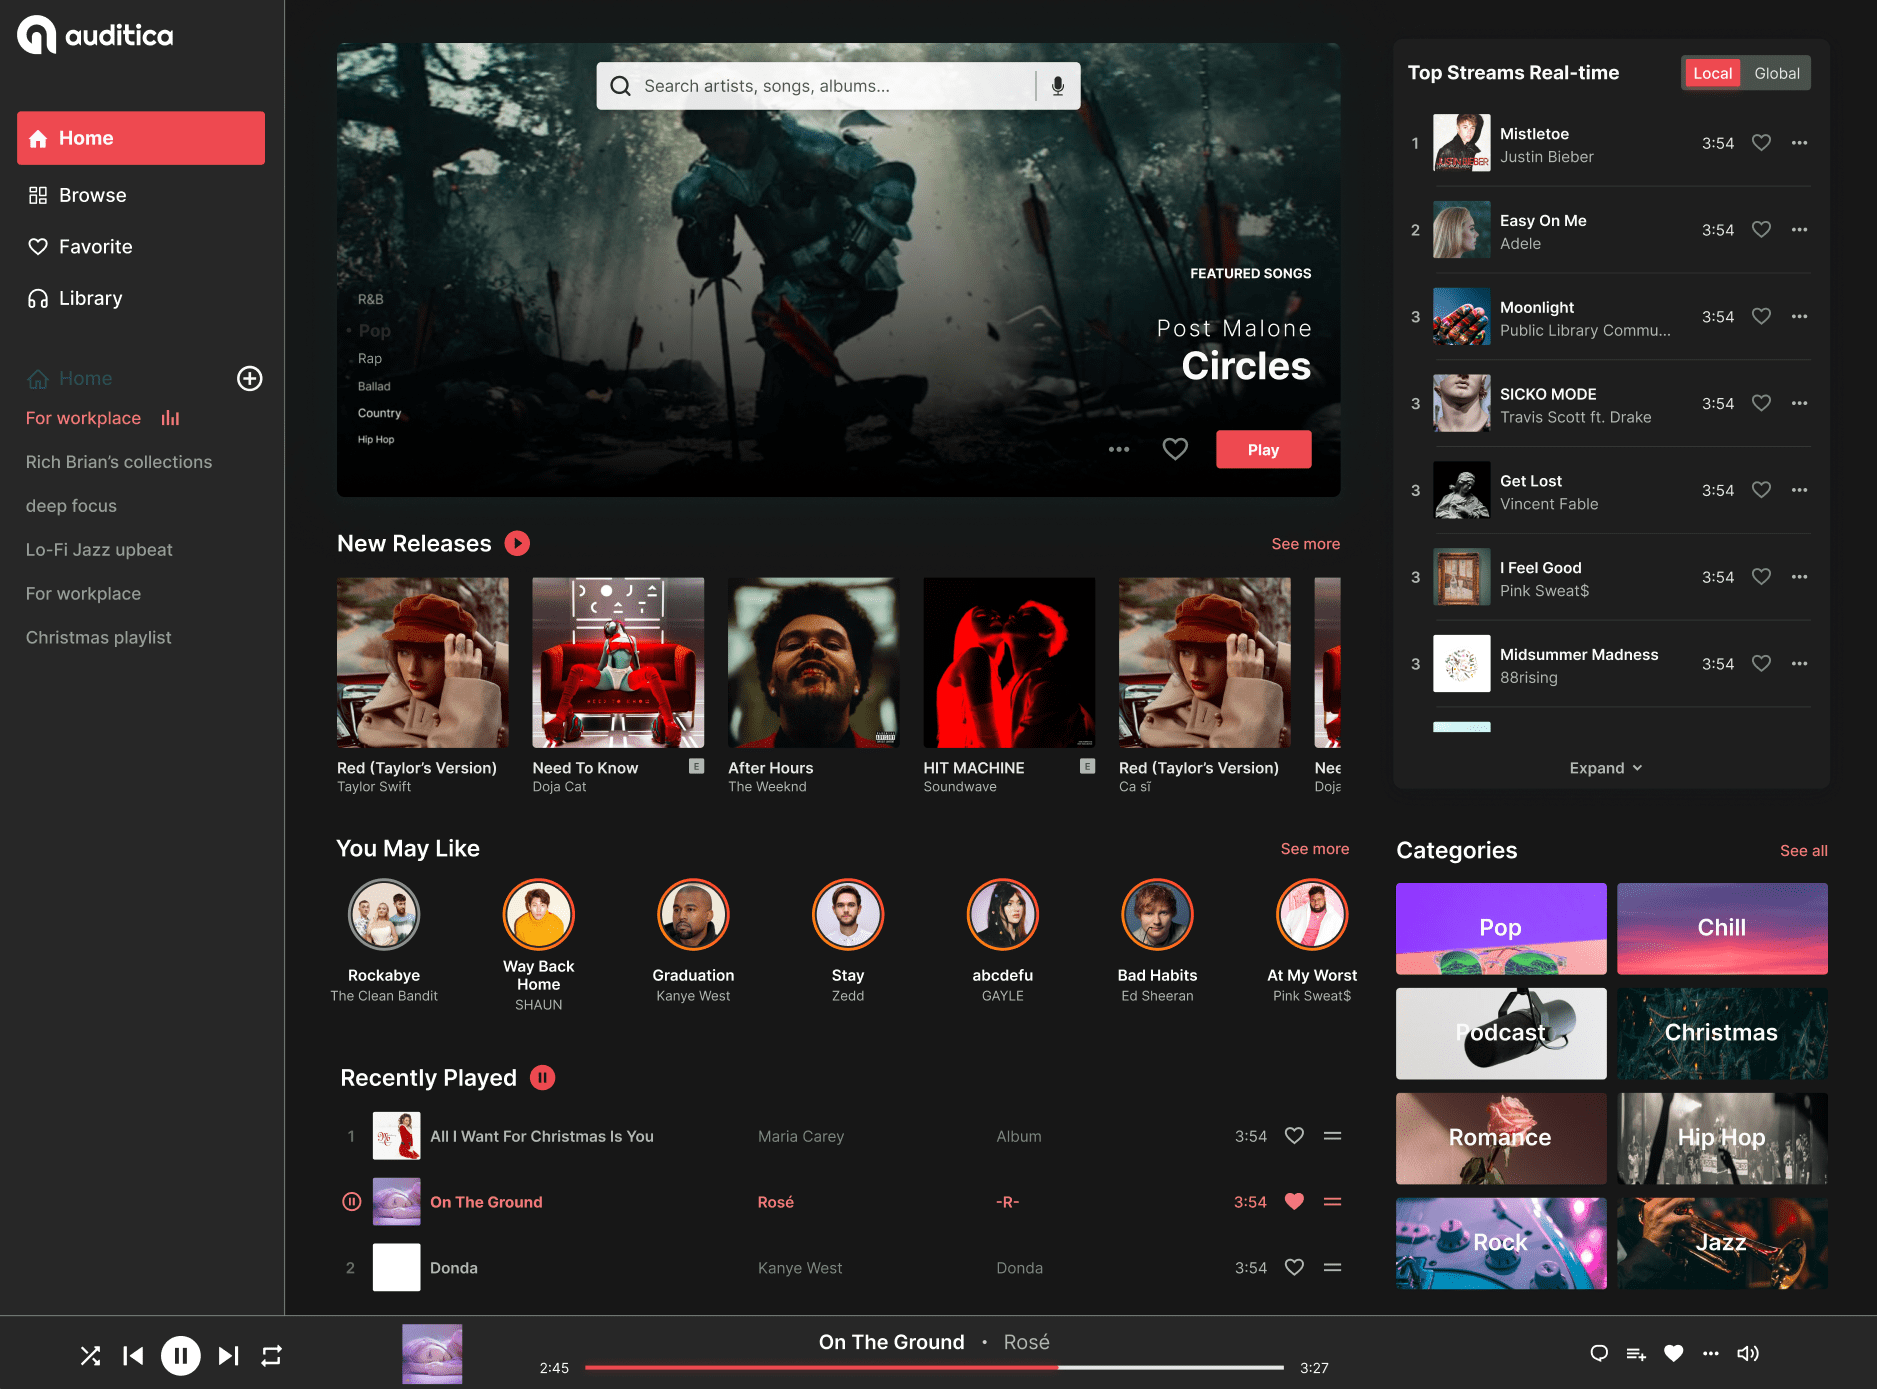 auditica
Home
Browse
Favorite
Library
Home
For workplace
Rich Brian's collections
deep focus
Lo-Fi Jazz upbeat
For workplace
Christmas playlist
Search artists, songs, albums...
R&B
• Pop
Rap
Ballad
Country
Hip Hop
FEATURED SONGS
Post Malone
Circles
Play
New Releases
See more
DOJA
CAT
NEED TO KNOW
Red (Taylor's Version)
Taylor Swift
Need To Know E
Doja Cat
After Hours
The Weeknd
HIT MACHINE E
Soundwave
Red (Taylor's Version)
Ca sĩ
Nee
Doja
You May Like
See more
Rockabye
The Clean Bandit
Way Back
Home
SHAUN
Graduation
Kanye West
Stay
Zedd
abcdefu
GAYLE
Bad Habits
Ed Sheeran
At My Worst
Pink Sweat$
Recently Played
1 All I Want For Christmas Is You Maria Carey Album 3:54
On The Ground Rosé -R- 3:54
2 Donda Kanye West Donda 3:54
Top Streams Real-time
Local Global
1 Mistletoe 3:54
Justin Bieber
2 Easy On Me 3:54
Adele
3 Moonlight 3:54
Public Library Commu...
3 SICKO MODE 3:54
Travis Scott ft. Drake
3 Get Lost 3:54
Vincent Fable
3 I Feel Good 3:54
Pink Sweat$
3 Midsummer Madness 3:54
88rising
Expand
Categories
See all
Pop
Chill
Podcast
Christmas
Romance
Hip Hop
Rock
Jazz
On The Ground • Rosé
2:45
3:27